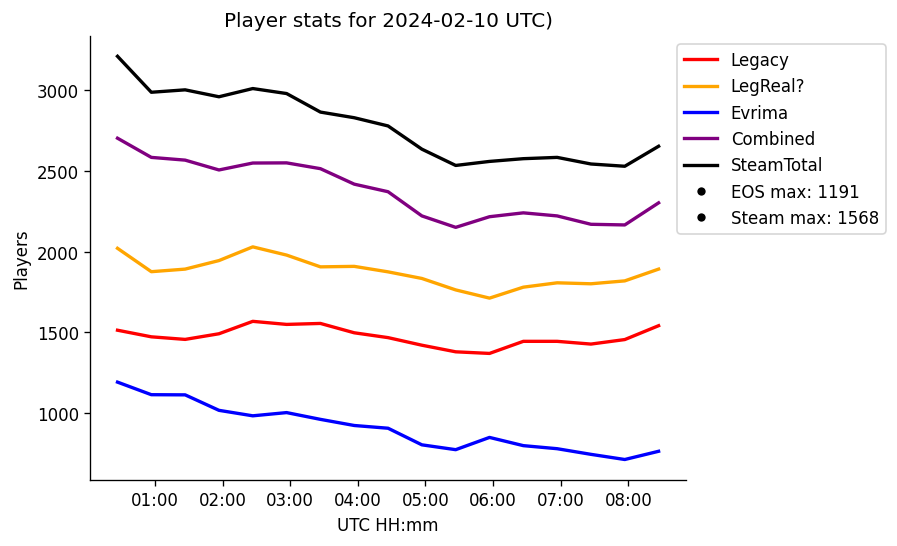 Player stats for 2024-02-10 UTC)
Legacy
LegReal?
Evrima
Combined
SteamTotal
EOS max: 1191
Steam max: 1568
Players
3000
2500
2000
1500
1000
01:00 02:00 03:00 04:00 05:00 06:00 07:00 08:00
UTC HH:mm